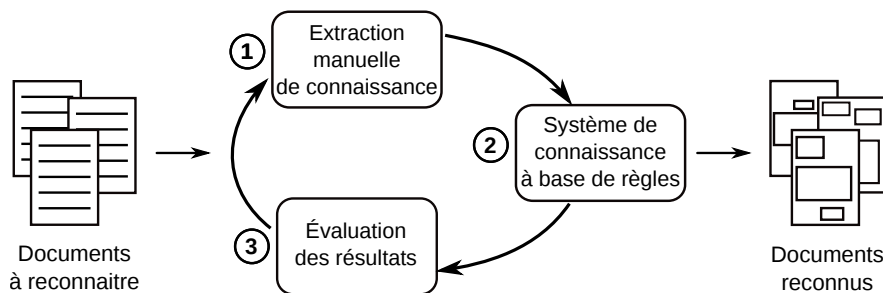 1
Extraction
manuelle
de connaissance
2
Système de
connaissance
à base de règles
3
Évaluation
des résultats
Documents
à reconnaitre
Documents
reconnus